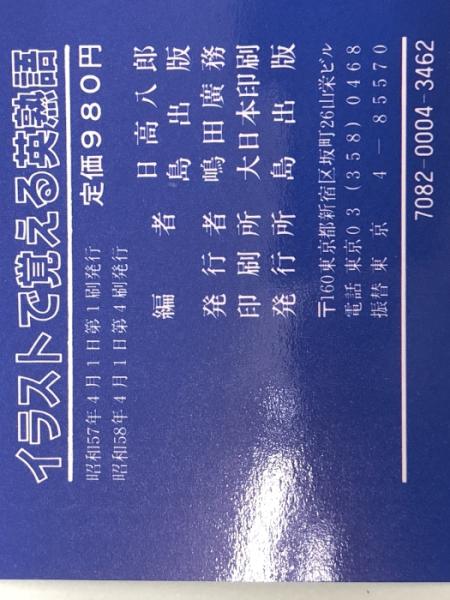 イラストで覚える英熟語
定価980円
昭和57年4月1日第1刷発行
昭和58年4月1日第4刷発行
編者 日高八郎
島出版
発行者 嶋田廣務
印刷所 大日本印刷
発行所 島出版
〒160東京都新宿区坂町26山栄ビル
電話 東京03(358)0468
振替 東京 4-85570
7082-0004-3462